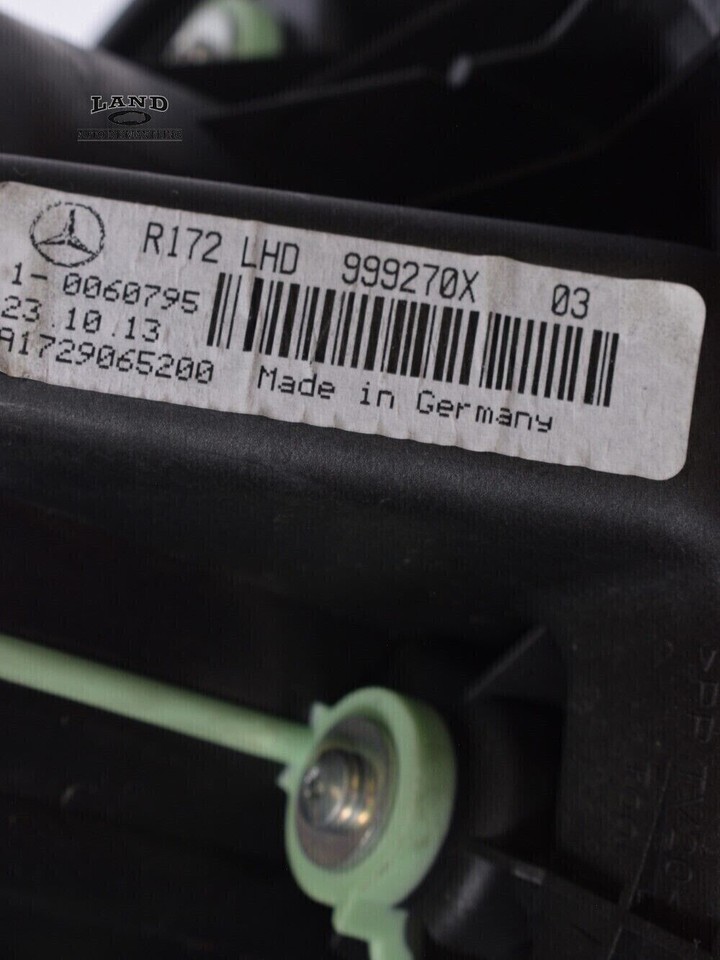 LAND
R172 LHD 999270X 03
1- 0060795
23.10.13
A1729065200
Made in Germany